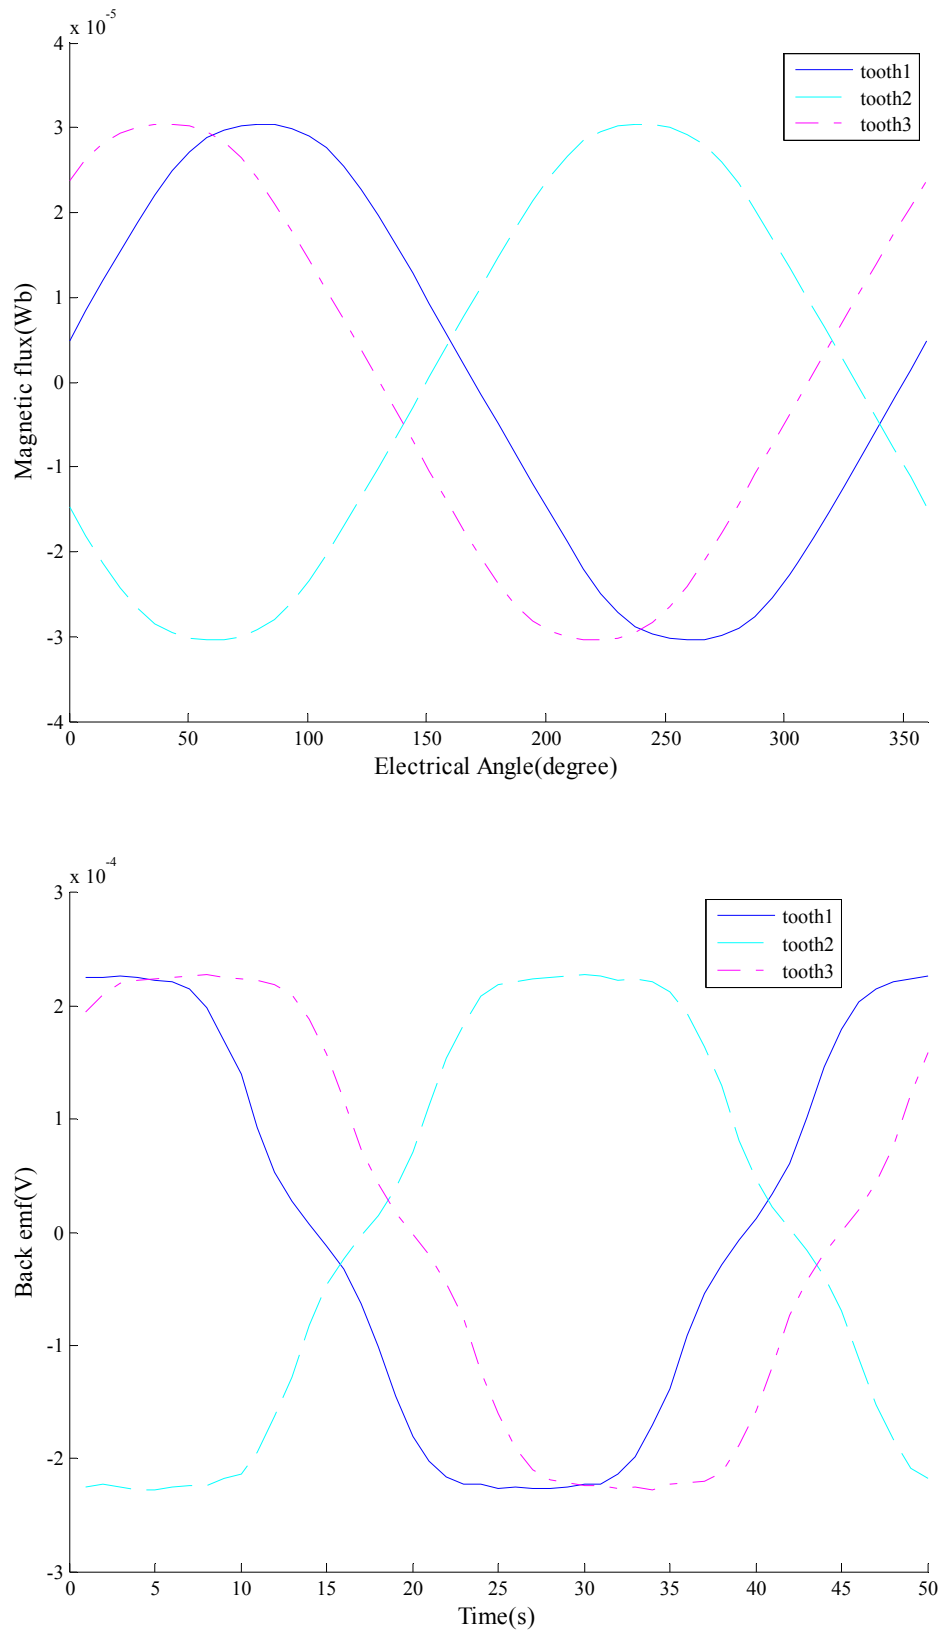 x 10^-5
4
3
2
1
0
-1
-2
-3
-4
Magnetic flux(Wb)
tooth1
tooth2
tooth3
0 50 100 150 200 250 300 350
Electrical Angle(degree)
x 10^-4
3
2
1
0
-1
-2
-3
Back emf(V)
tooth1
tooth2
tooth3
0 5 10 15 20 25 30 35 40 45 50
Time(s)